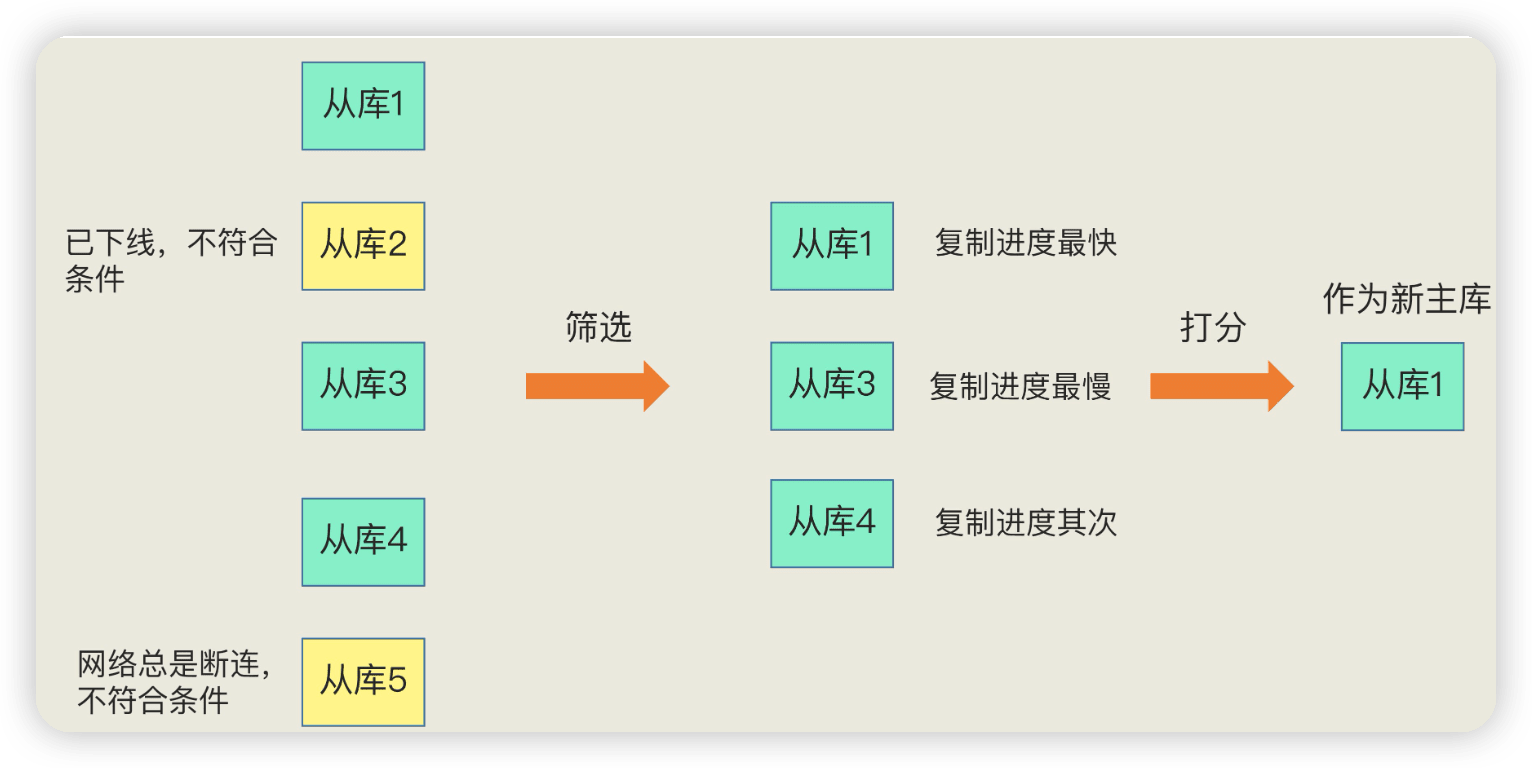 从库1
已下线，不符合
条件
从库2
从库3
从库4
网络总是断连，
不符合条件
从库5
筛选
从库1
复制进度最快
从库3
复制进度最慢
从库4
复制进度其次
打分
作为新主库
从库1